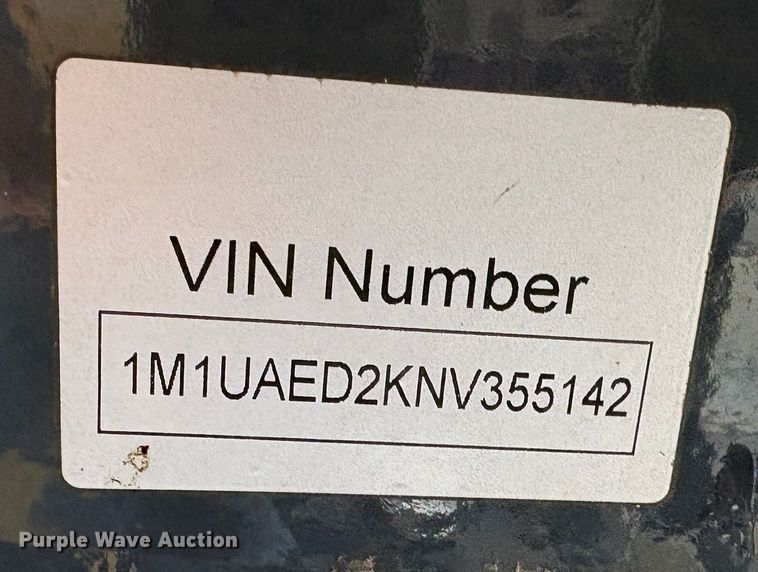 VIN Number
1M1UAED2KNV355142
Purple Wave Auction